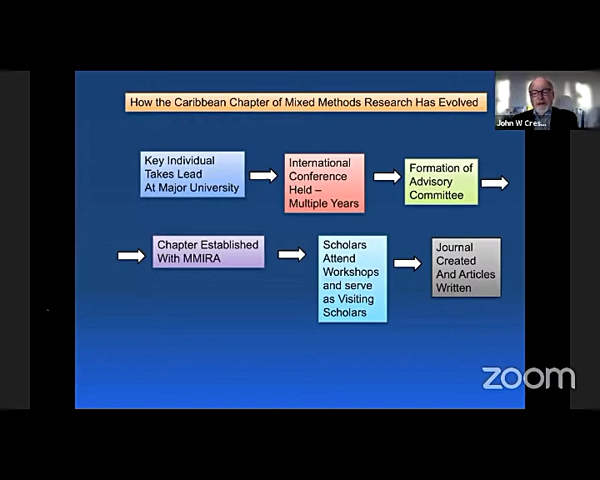 How the Caribbean Chapter of Mixed Methods Research Has Evolved
John W Cres...
Key Individual
Takes Lead
At Major University
International
Conference
Held –
Multiple Years
Formation of
Advisory
Committee
Chapter Established
With MMIRA
Scholars
Attend
Workshops
and serve
as Visiting
Scholars
Journal
Created
And Articles
Written
zoom